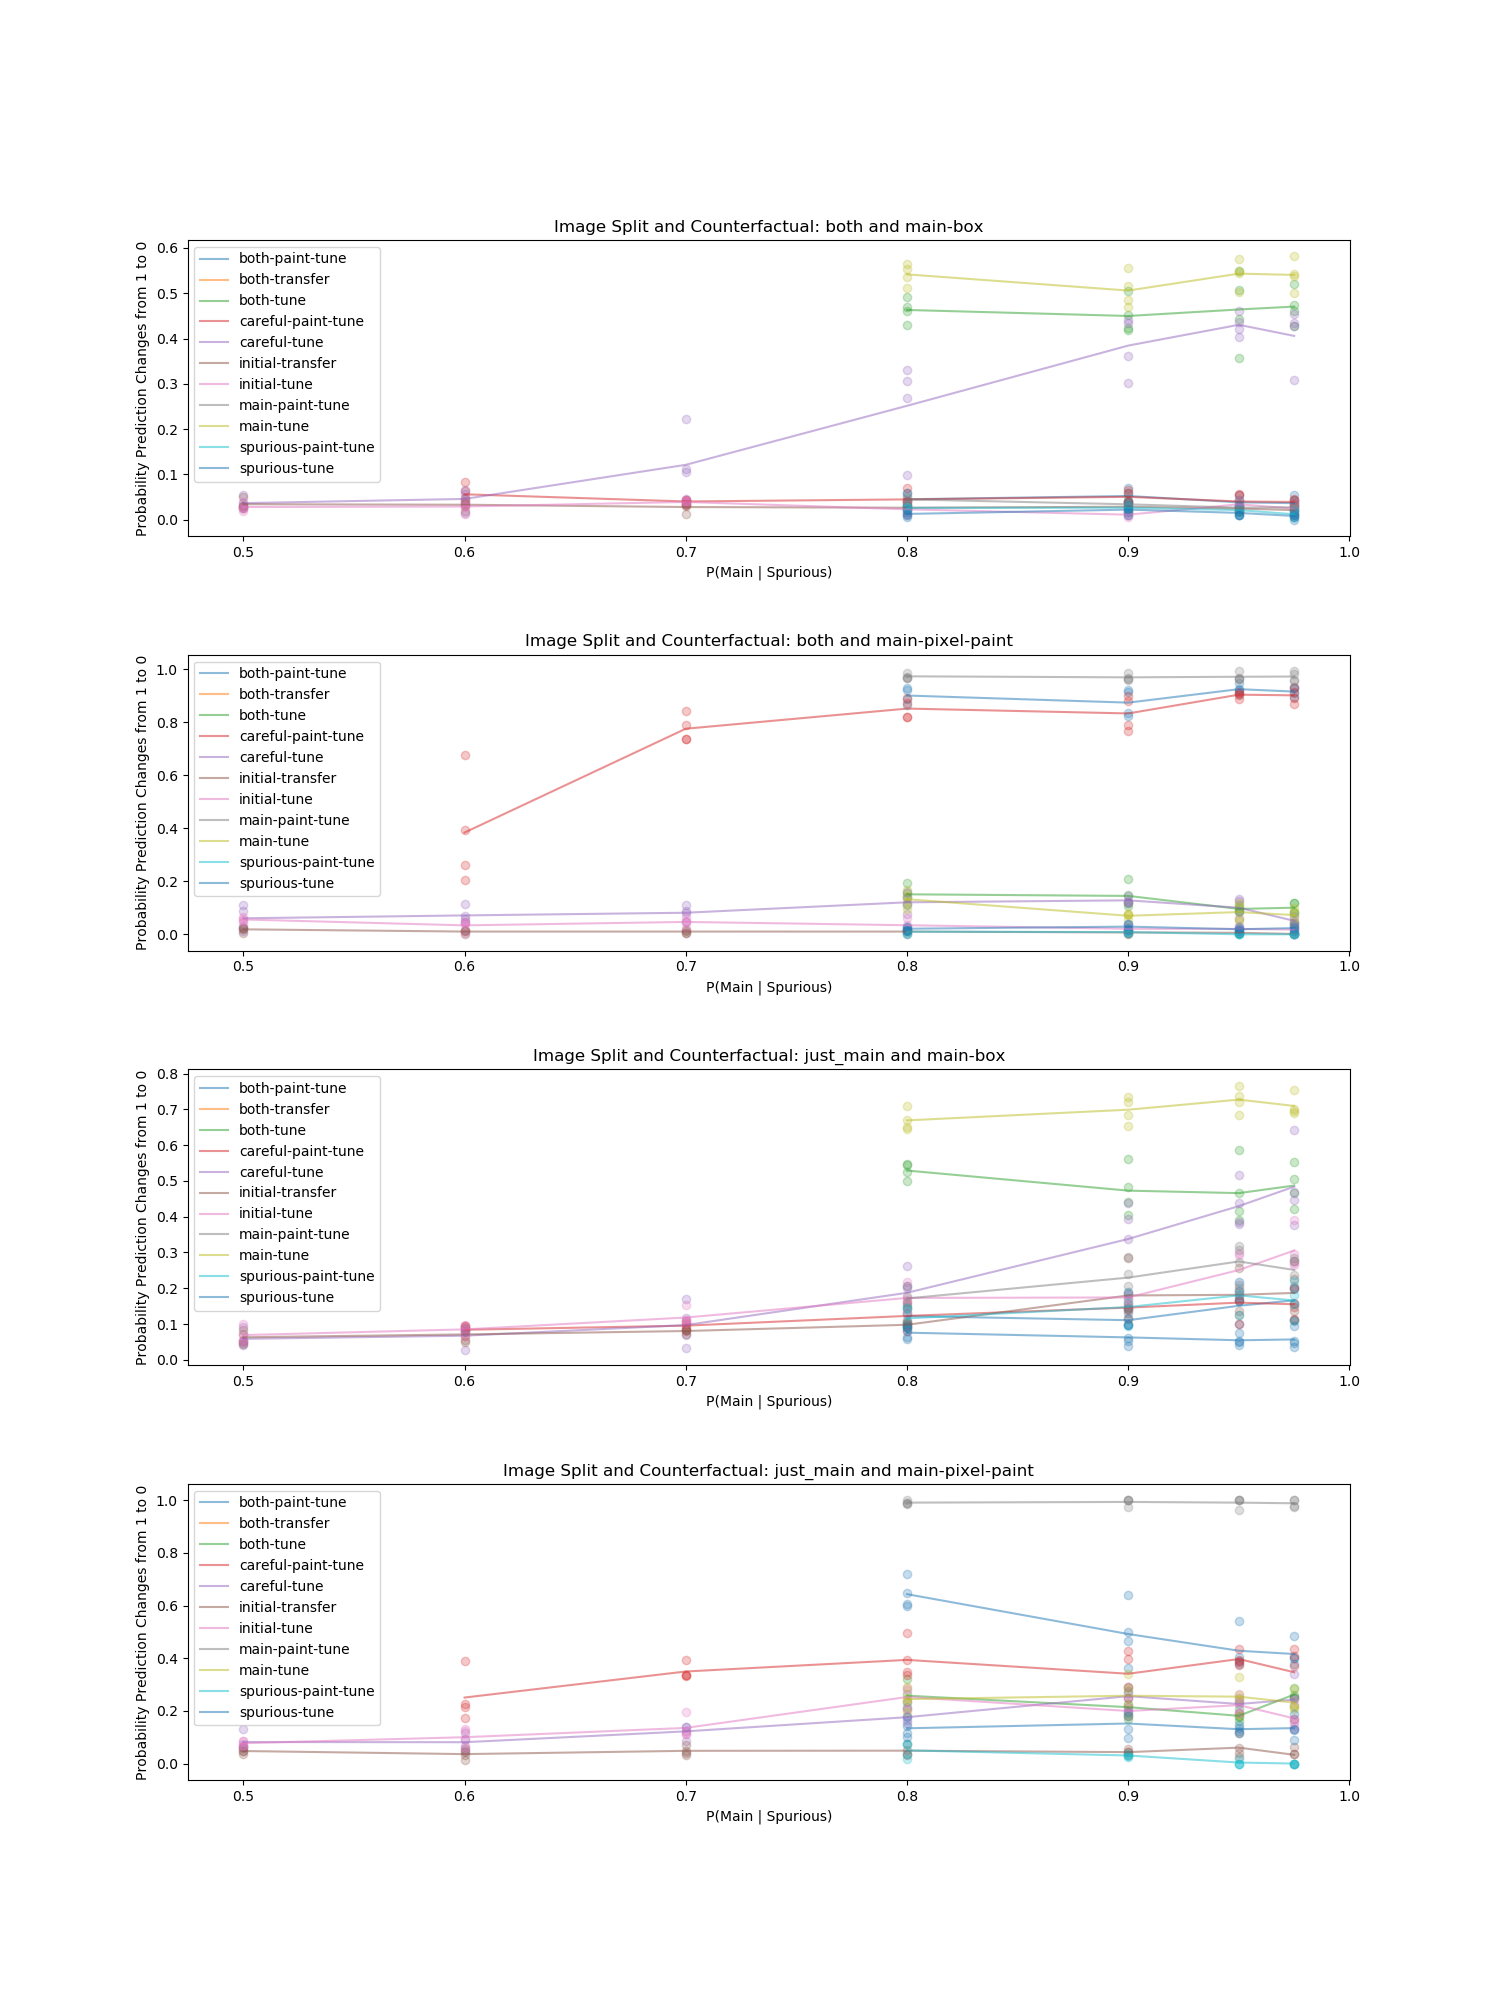 Image Split and Counterfactual: both and main-box
Probability Prediction Changes from 1 to 0
0.6
0.5
0.4
0.3
0.2
0.1
0.0
both-paint-tune
both-transfer
both-tune
careful-paint-tune
careful-tune
initial-transfer
initial-tune
main-paint-tune
main-tune
spurious-paint-tune
spurious-tune
0.5 0.6 0.7 0.8 0.9 1.0
P(Main | Spurious)
Image Split and Counterfactual: both and main-pixel-paint
Probability Prediction Changes from 1 to 0
1.0
0.8
0.6
0.4
0.2
0.0
both-paint-tune
both-transfer
both-tune
careful-paint-tune
careful-tune
initial-transfer
initial-tune
main-paint-tune
main-tune
spurious-paint-tune
spurious-tune
0.5 0.6 0.7 0.8 0.9 1.0
P(Main | Spurious)
Image Split and Counterfactual: just_main and main-box
Probability Prediction Changes from 1 to 0
0.8
0.7
0.6
0.5
0.4
0.3
0.2
0.1
0.0
both-paint-tune
both-transfer
both-tune
careful-paint-tune
careful-tune
initial-transfer
initial-tune
main-paint-tune
main-tune
spurious-paint-tune
spurious-tune
0.5 0.6 0.7 0.8 0.9 1.0
P(Main | Spurious)
Image Split and Counterfactual: just_main and main-pixel-paint
Probability Prediction Changes from 1 to 0
1.0
0.8
0.6
0.4
0.2
0.0
both-paint-tune
both-transfer
both-tune
careful-paint-tune
careful-tune
initial-transfer
initial-tune
main-paint-tune
main-tune
spurious-paint-tune
spurious-tune
0.5 0.6 0.7 0.8 0.9 1.0
P(Main | Spurious)